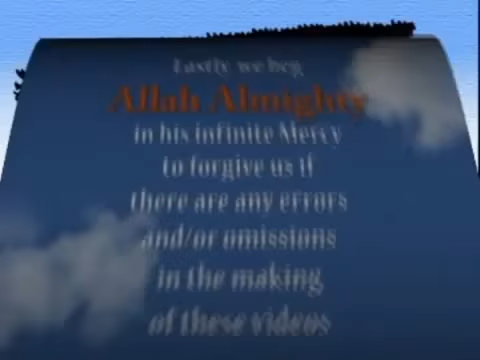 Lastly we beg
Allah Almighty
in his infinite Mercy
to forgive us if
there are any errors
and/or omissions
in the making
of these videos